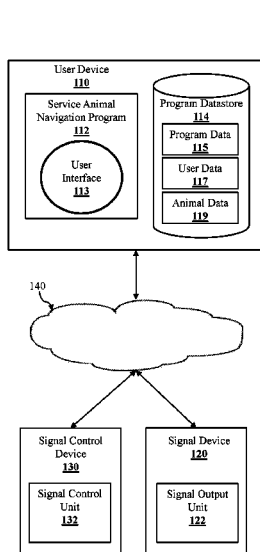 User Device
110
Service Animal
Navigation Program
112
User
Interface
113
Program Datastore
114
Program Data
115
User Data
117
Animal Data
119
140
Signal Control
Device
130
Signal Control
Unit
132
Signal Device
120
Signal Output
Unit
122